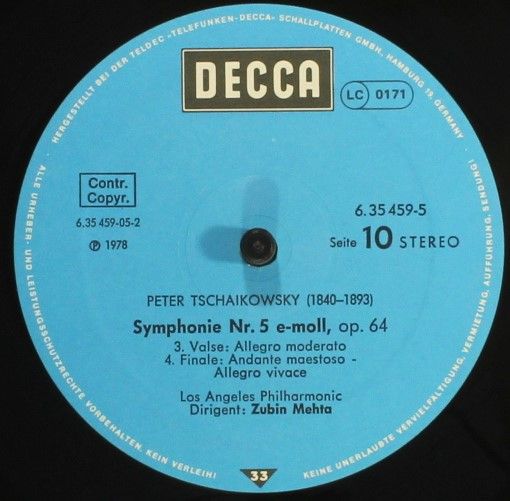 HERGESTELLT BEI DER TELDEC »TELEFUNKEN-DECCA« SCHALLPLATTEN GMBH, HAMBURG 19, GERMANY
DECCA
LC 0171
Contr.
Copyr.
6.35 459-05-2
Ⓟ 1978
6.35 459-5
Seite 10 STEREO
PETER TSCHAIKOWSKY (1840–1893)
Symphonie Nr. 5 e-moll, op. 64
3. Valse: Allegro moderato
4. Finale: Andante maestoso -
Allegro vivace
Los Angeles Philharmonic
Dirigent: Zubin Mehta
ALLE URHEBER- UND LEISTUNGSSCHUTZRECHTE VORBEHALTEN. KEIN VERLEIH!
33
KEINE UNERLAUBTE VERVIELFÄLTIGUNG, VERMIETUNG, AUFFÜHRUNG, SENDUNG!